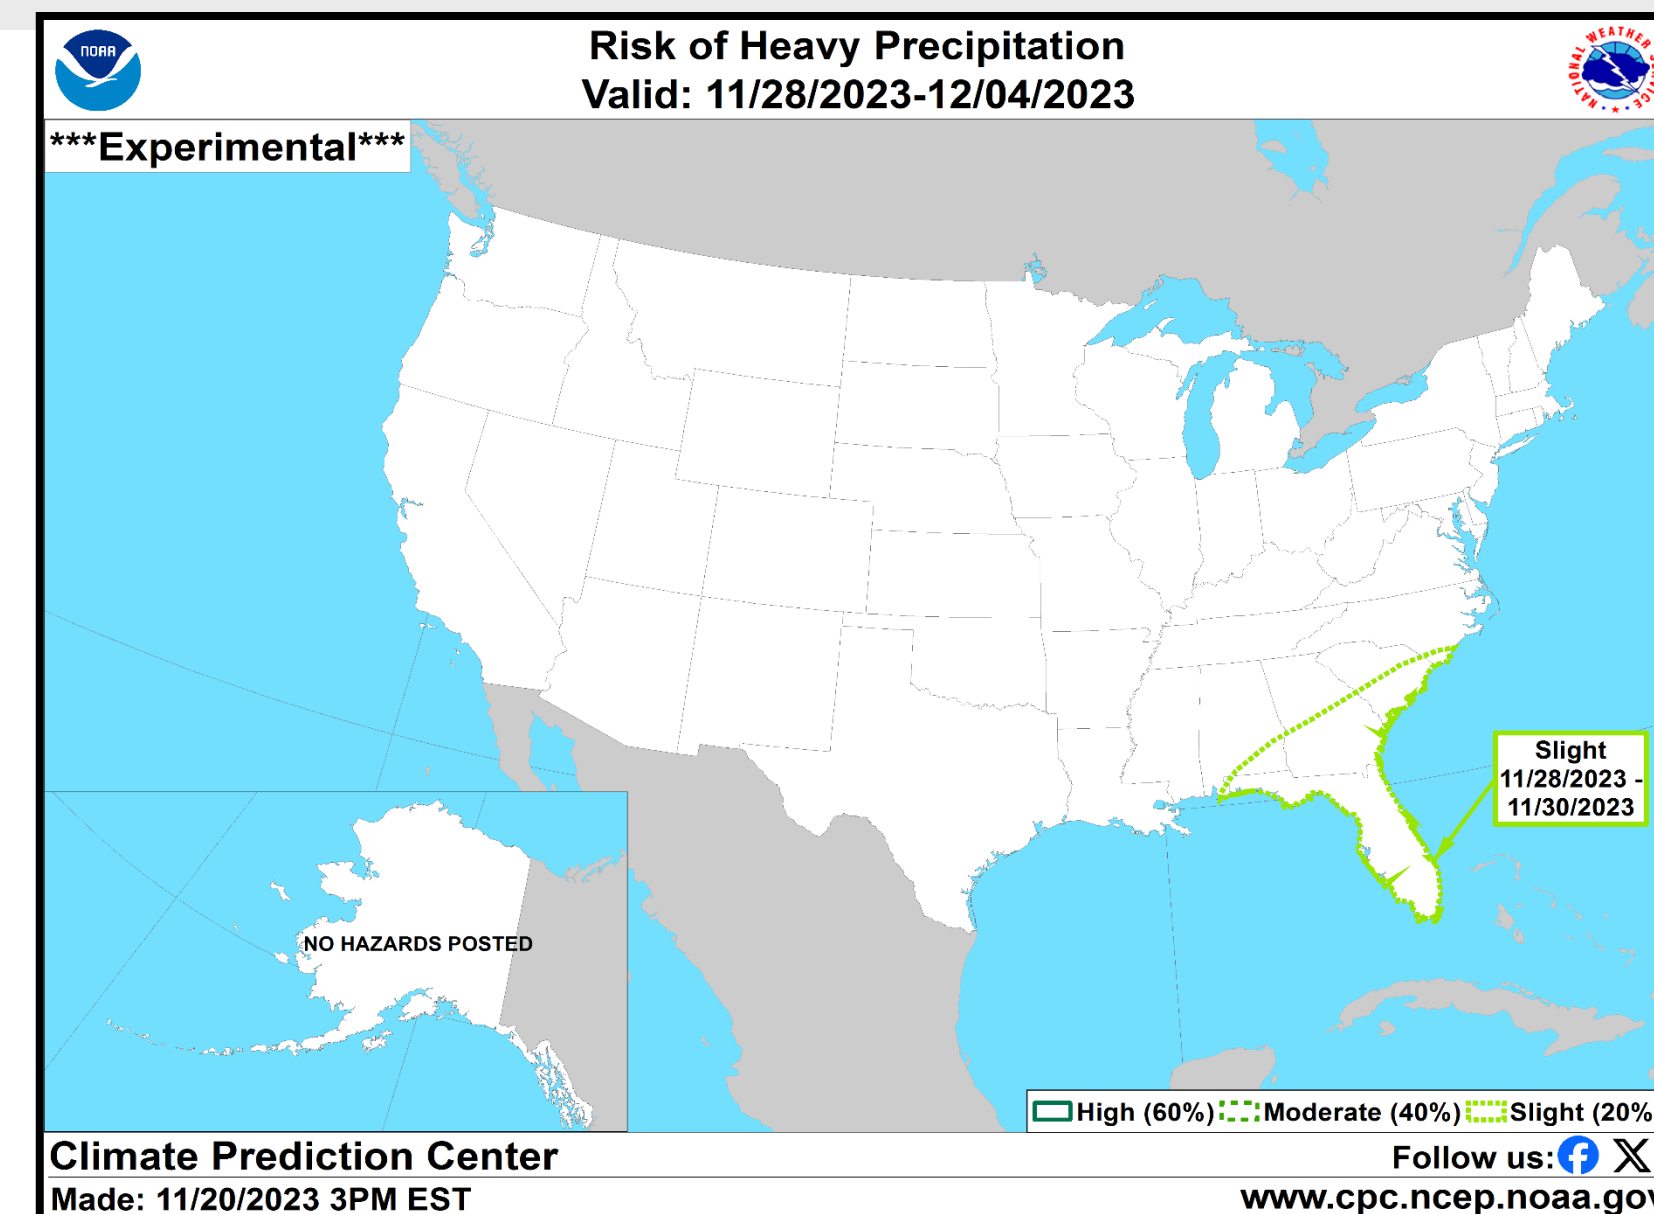 NOAA
Risk of Heavy Precipitation
Valid: 11/28/2023-12/04/2023
NATIONAL WEATHER
***Experimental***
Slight
11/28/2023 -
11/30/2023
NO HAZARDS POSTED
High (60%) Moderate (40%) Slight (20%
Climate Prediction Center
Follow us:
Made: 11/20/2023 3PM EST
www.cpc.ncep.noaa.gov